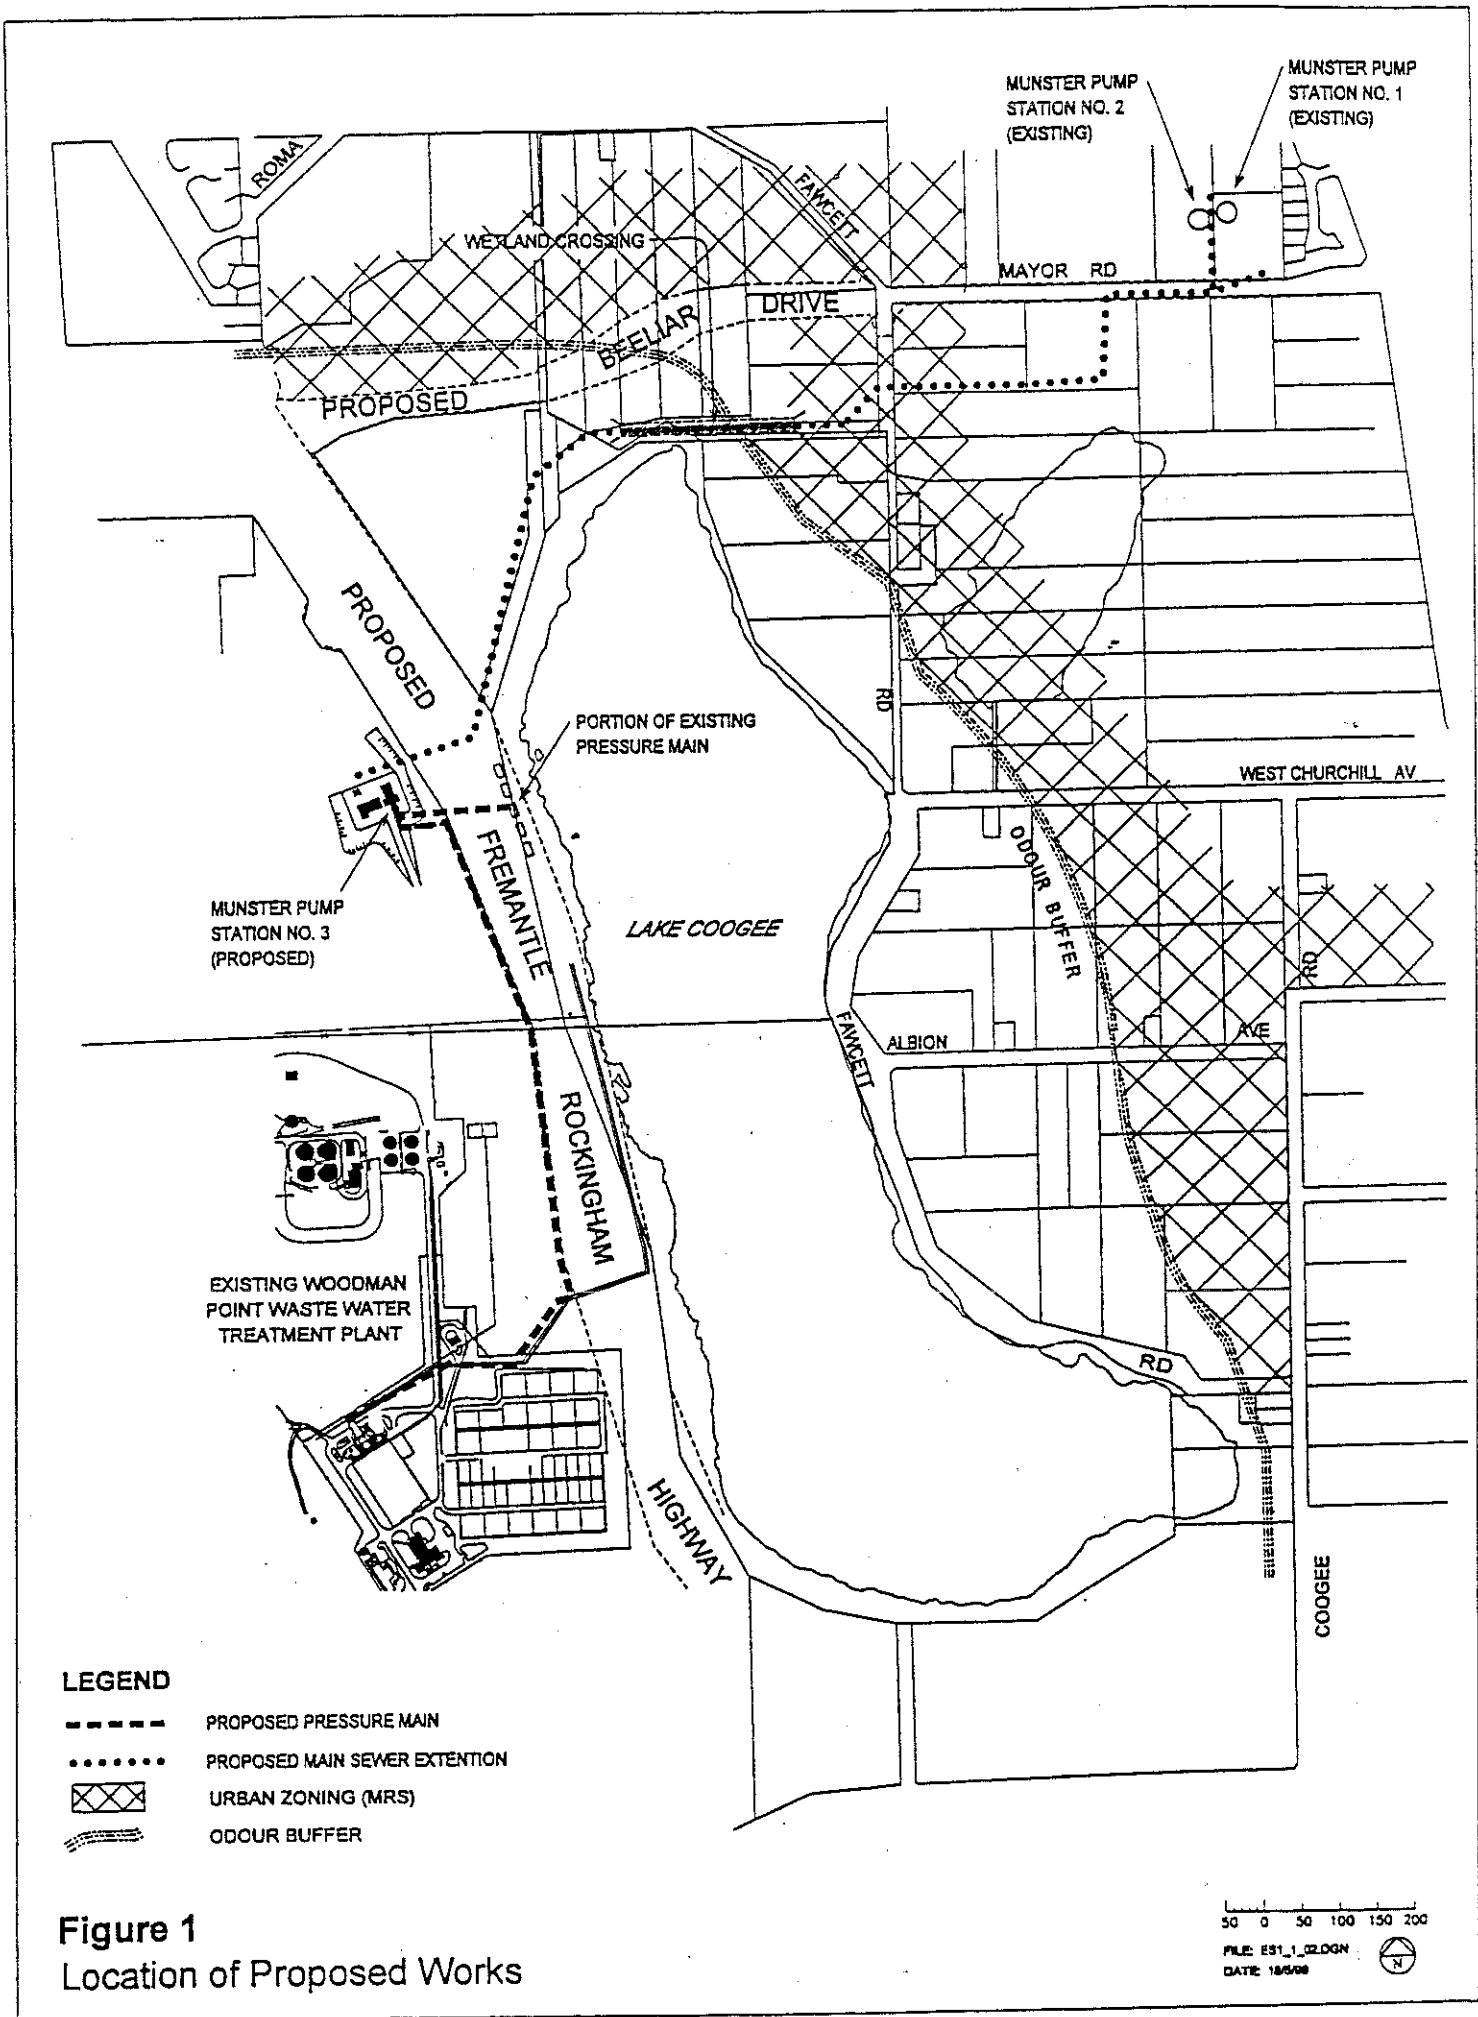 MUNSTER PUMP
STATION NO. 2
(EXISTING)
MUNSTER PUMP
STATION NO. 1
(EXISTING)
ROMA
FAWCETT
WETLAND CROSSING
MAYOR RD
PROPOSED
BEELIAR
DRIVE
PROPOSED
FREMANTLE
ROCKINGHAM
HIGHWAY
RD
PORTION OF EXISTING
PRESSURE MAIN
WEST CHURCHILL AV
ODOUR BUFFER
MUNSTER PUMP
STATION NO. 3
(PROPOSED)
LAKE COOGEE
RD
FAWCETT
ALBION
AVE
EXISTING WOODMAN
POINT WASTE WATER
TREATMENT PLANT
RD
COOGEE
LEGEND
PROPOSED PRESSURE MAIN
PROPOSED MAIN SEWER EXTENTION
URBAN ZONING (MRS)
ODOUR BUFFER
Figure 1
Location of Proposed Works
50 0 50 100 150 200
FILE: ES1_1_02.DGN
DATE:
N